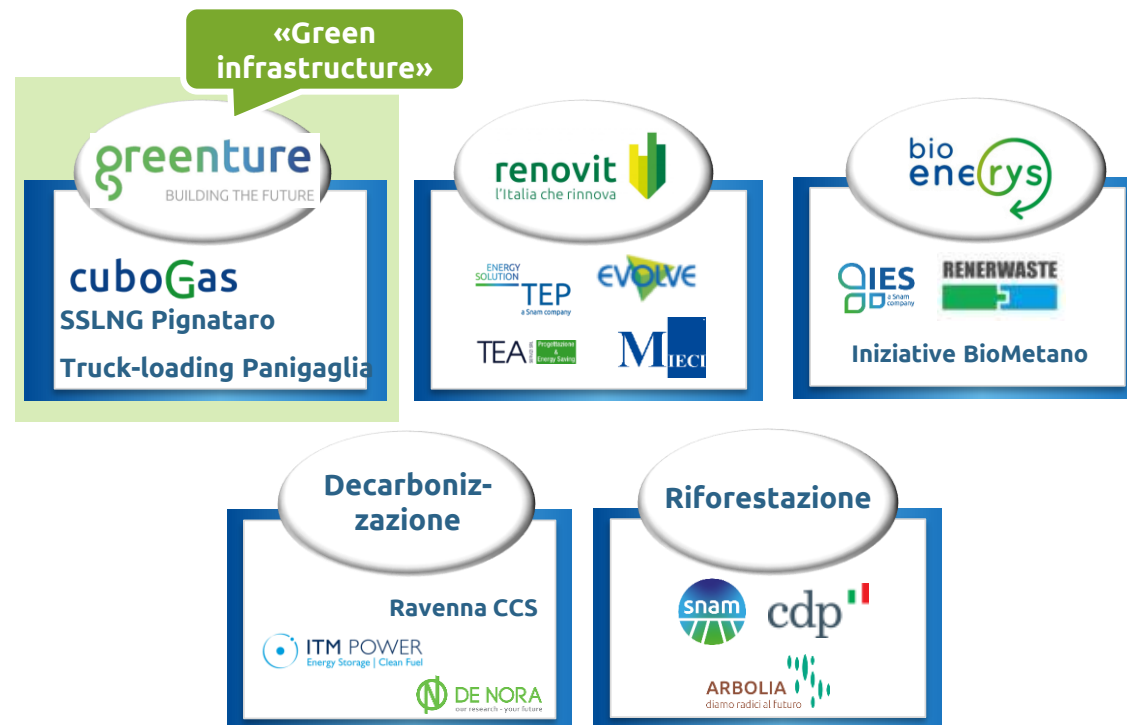 «Green
infrastructure»
greenture
BUILDING THE FUTURE
cuboGas
SSLNG Pignataro
Truck-loading Panigaglia
renovit
l'Italia che rinnova
ENERGY
SOLUTION
TEP
a Snam company
EVOLVE
TEA
Progettazione
&
Energy Saving
MIECI
bio
enerys
IES
a Snam
company
RENERWASTE
Iniziative BioMetano
Decarboniz-
zazione
Ravenna CCS
ITM POWER
Energy Storage | Clean Fuel
DE NORA
our research - your future
Riforestazione
snam
cdp
ARBOLIA
diamo radici al futuro